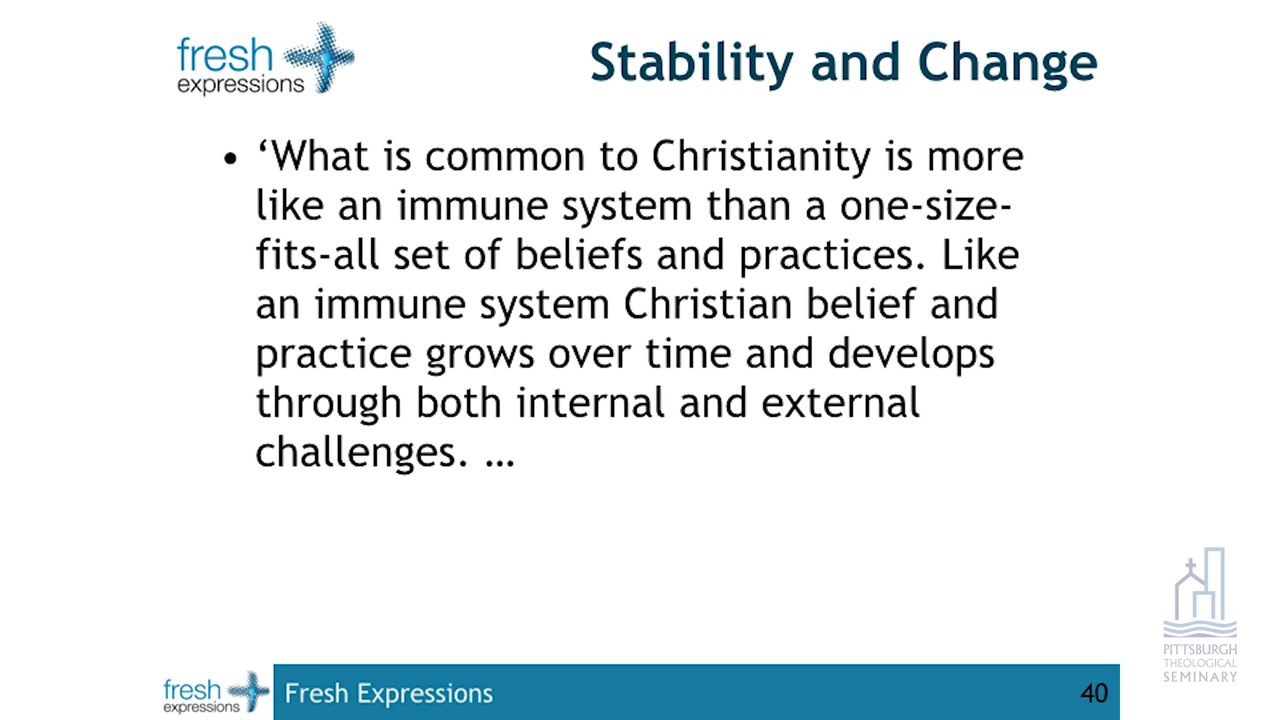 fresh
expressions
Stability and Change
• ‘What is common to Christianity is more
like an immune system than a one-size-
fits-all set of beliefs and practices. Like
an immune system Christian belief and
practice grows over time and develops
through both internal and external
challenges. …
PITTSBURGH
THEOLOGICAL
SEMINARY
fresh
expressions
Fresh Expressions
40